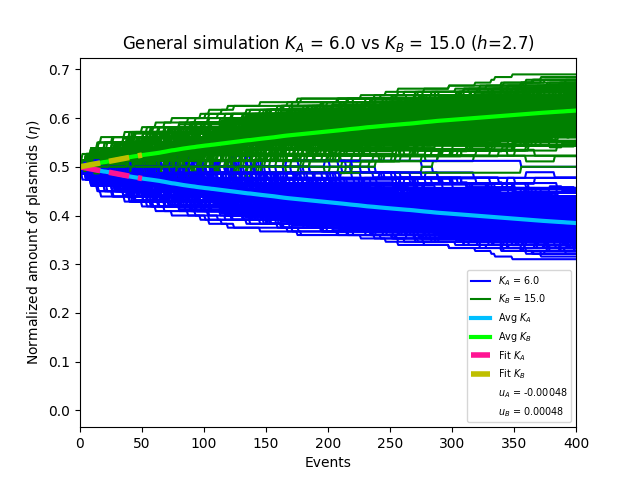 General simulation K_A = 6.0 vs K_B = 15.0 (h=2.7)
Normalized amount of plasmids (η)
0.7
0.6
0.5
0.4
0.3
0.2
0.1
0.0
K_A = 6.0
K_B = 15.0
Avg K_A
Avg K_B
Fit K_A
Fit K_B
u_A = -0.00048
u_B = 0.00048
0 50 100 150 200 250 300 350 400
Events